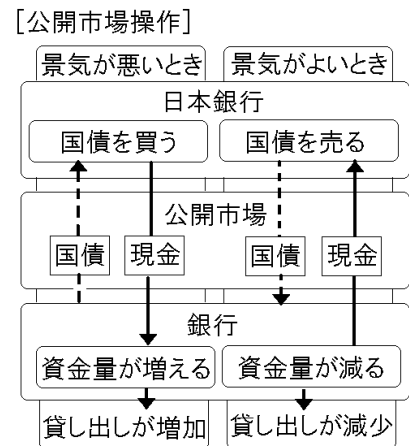 [公開市場操作]
景気が悪いとき 景気がよいとき
日本銀行
国債を買う 国債を売る
公開市場
国債 現金 国債 現金
銀行
資金量が増える 資金量が減る
貸し出しが増加 貸し出しが減少